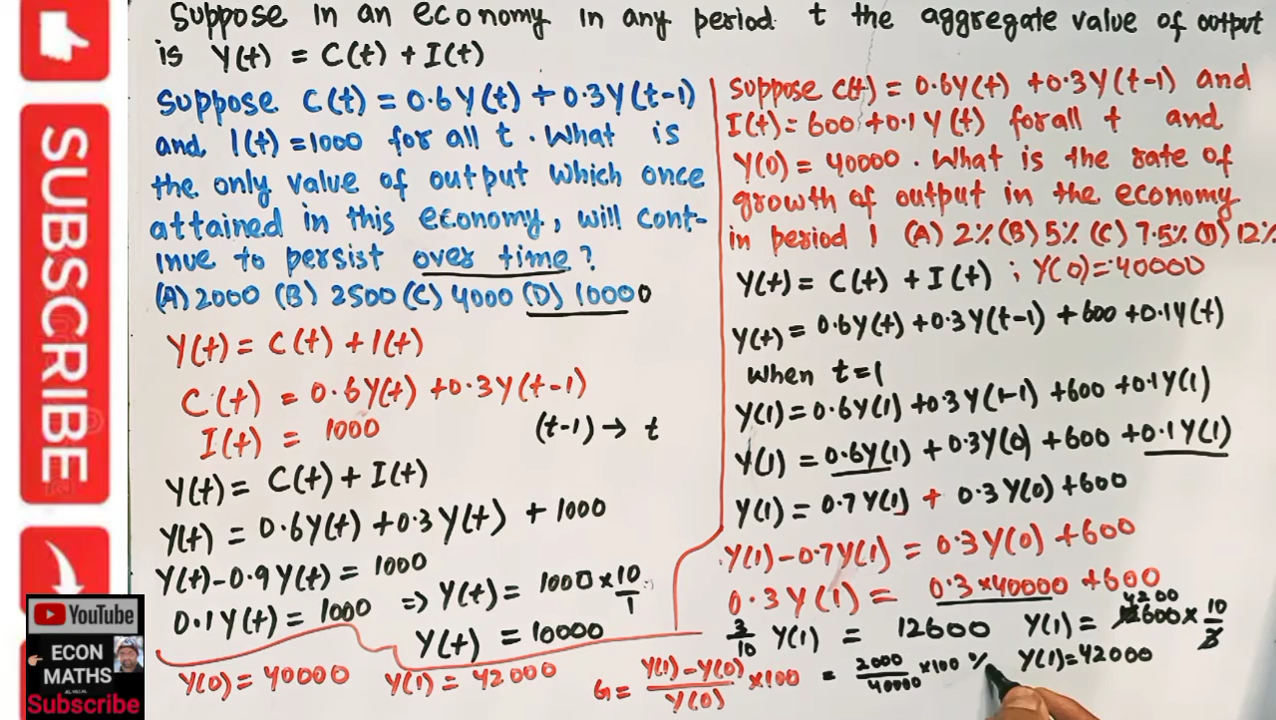 Suppose in an economy in any period t the aggregate value of output
is Y(t) = C(t) + I(t)
Suppose C(t) = 0.6Y(t) + 0.3Y(t-1)
and, I(t) = 1000 for all t. What is
the only value of output which once
attained in this economy, will cont-
inue to persist over time?
(A) 2000 (B) 2500 (C) 4000 (D) 10000
Y(t) = C(t) + I(t)
C(t) = 0.6Y(t) + 0.3Y(t-1)
I(t) = 1000
(t-1) → t
Y(t) = C(t) + I(t)
Y(t) = 0.6Y(t) + 0.3Y(t) + 1000
Y(t) - 0.9Y(t) = 1000
0.1Y(t) = 1000 ⇒ Y(t) = 1000 × 10/1
Y(t) = 10000
Suppose C(t) = 0.6Y(t) + 0.3Y(t-1) and
I(t) = 600 + 0.1Y(t) for all t and
Y(0) = 40000. What is the rate of
growth of output in the economy
in period 1 (A) 2% (B) 5% (C) 7.5% (D) 12%
Y(t) = C(t) + I(t) ; Y(0) = 40000
Y(t) = 0.6Y(t) + 0.3Y(t-1) + 600 + 0.1Y(t)
When t=1
Y(1) = 0.6Y(1) + 0.3Y(1-1) + 600 + 0.1Y(1)
Y(1) = 0.6Y(1) + 0.3Y(0) + 600 + 0.1Y(1)
Y(1) = 0.7Y(1) + 0.3Y(0) + 600
Y(1) - 0.7Y(1) = 0.3Y(0) + 600
0.3Y(1) = 0.3×40000 + 600
3/10 Y(1) = 12600 Y(1) = 12600 × 10/3
4200
Y(1) = 42000
Y(0) = 40000 Y(1) = 42000 G = Y(1)-Y(0)/Y(0) ×100 = 2000/40000 ×100 %
SUBSCRIBE
YouTube
ECON
MATHS
Subscribe